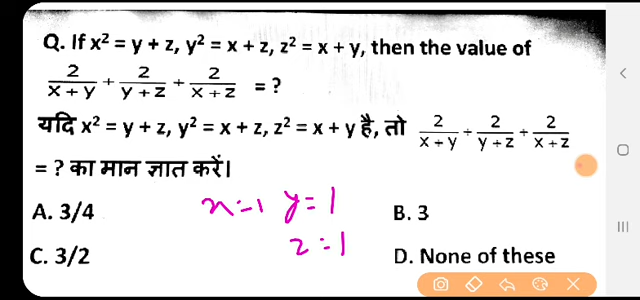 Q. If x² = y + z, y² = x + z, z² = x + y, then the value of
2/(x + y) + 2/(y + z) + 2/(x + z) = ?
यदि x² = y + z, y² = x + z, z² = x + y है, तो 2/(x + y) + 2/(y + z) + 2/(x + z)
= ? का मान ज्ञात करें।
x=1 y=1
z=1
A. 3/4 B. 3
C. 3/2 D. None of these